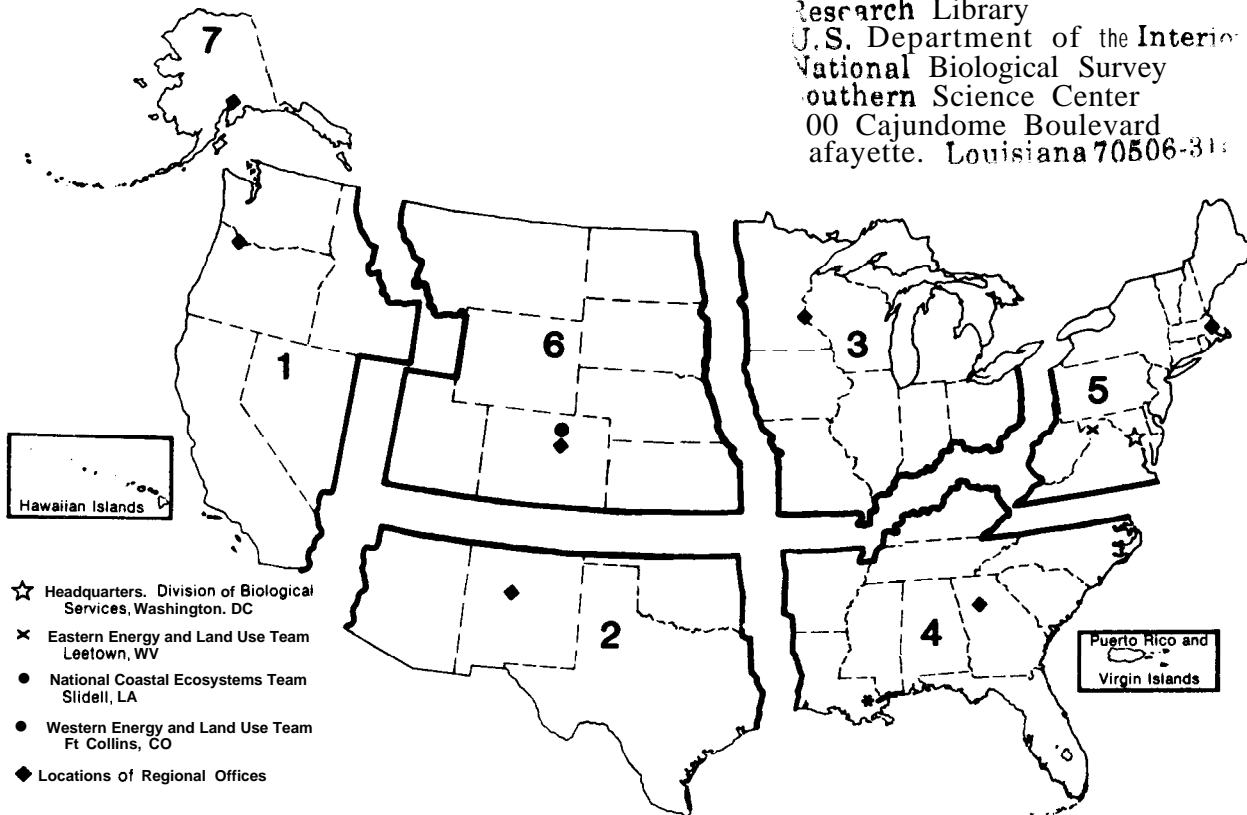 Research Library
U.S. Department of the Interior
National Biological Survey
outhern Science Center
00 Cajundome Boulevard
afayette. Louisiana 70506-31
7
1
6
3
5
2
4
Hawaiian Islands
Puerto Rico and
Virgin Islands
Headquarters. Division of Biological
Services, Washington. DC
Eastern Energy and Land Use Team
Leetown, WV
National Coastal Ecosystems Team
Slidell, LA
Western Energy and Land Use Team
Ft Collins, CO
Locations of Regional Offices